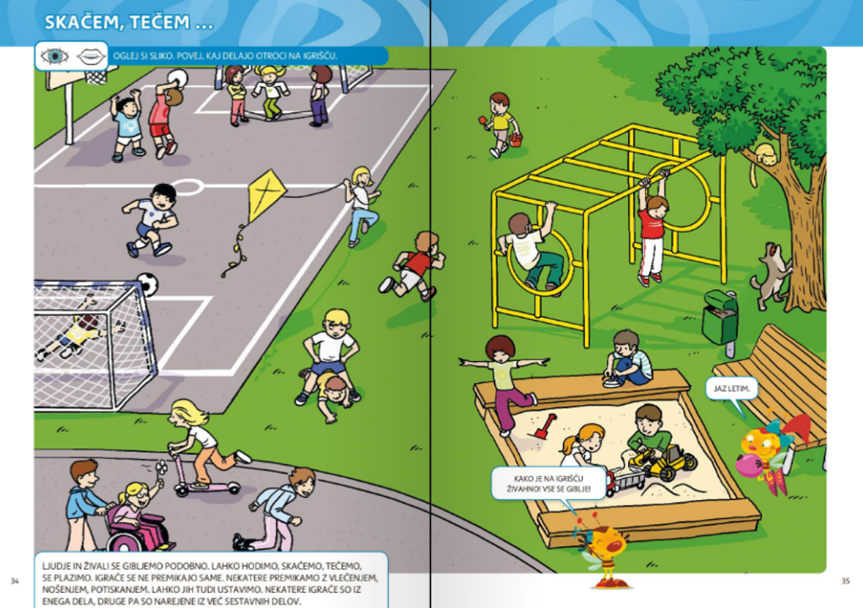 SKAČEM, TEČEM ...
OGLEJ SI SLIKO. POVEJ, KAJ DELAJO OTROCI NA IGRIŠČU.
JAZ LETIM.
KAKO JE NA IGRIŠČU
ŽIVAHNO! VSE SE GIBLJE!
LJUDJE IN ŽIVALI SE GIBLJEMO PODOBNO. LAHKO HODIMO, SKAČEMO, TEČEMO,
SE PLAZIMO. IGRAČE SE NE PREMIKAJO SAME. NEKATERE PREMIKAMO Z VLEČENJEM,
NOŠENJEM, POTISKANJEM. LAHKO JIH TUDI USTAVIMO. NEKATERE IGRAČE SO IZ
ENEGA DELA, DRUGE PA SO NAREJENE IZ VEČ SESTAVNIH DELOV.
34
35